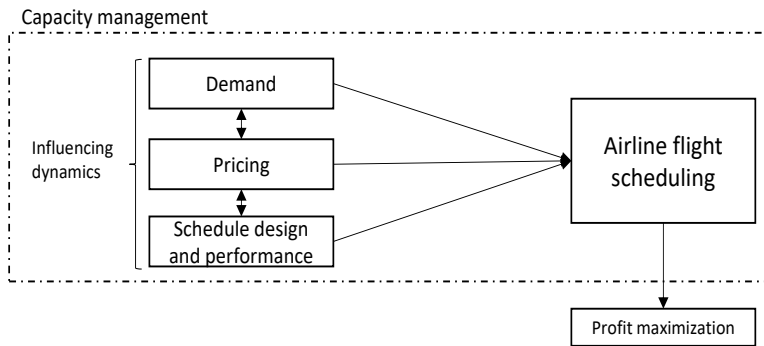 Capacity management
Demand
Influencing
dynamics
Pricing
Schedule design
and performance
Airline flight
scheduling
Profit maximization